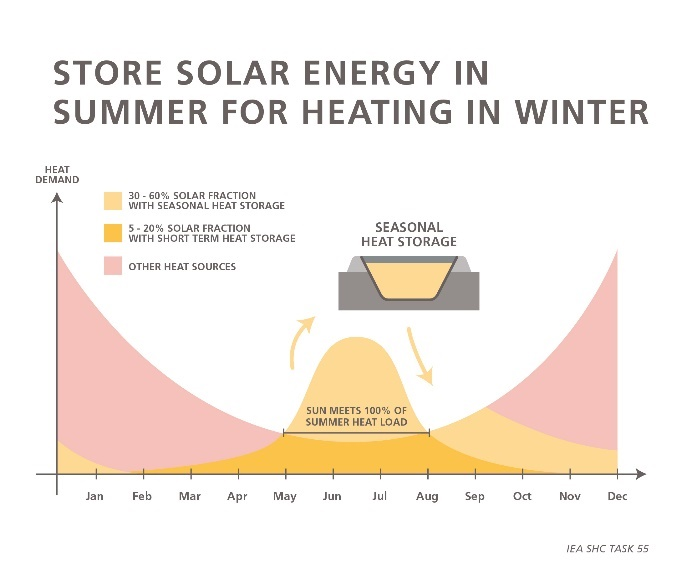 STORE SOLAR ENERGY IN
SUMMER FOR HEATING IN WINTER
HEAT
DEMAND
30 - 60% SOLAR FRACTION
WITH SEASONAL HEAT STORAGE
5 - 20% SOLAR FRACTION
WITH SHORT TERM HEAT STORAGE
OTHER HEAT SOURCES
SEASONAL
HEAT STORAGE
SUN MEETS 100% OF
SUMMER HEAT LOAD
Jan Feb Mar Apr May Jun Jul Aug Sep Oct Nov Dec
IEA SHC TASK 55